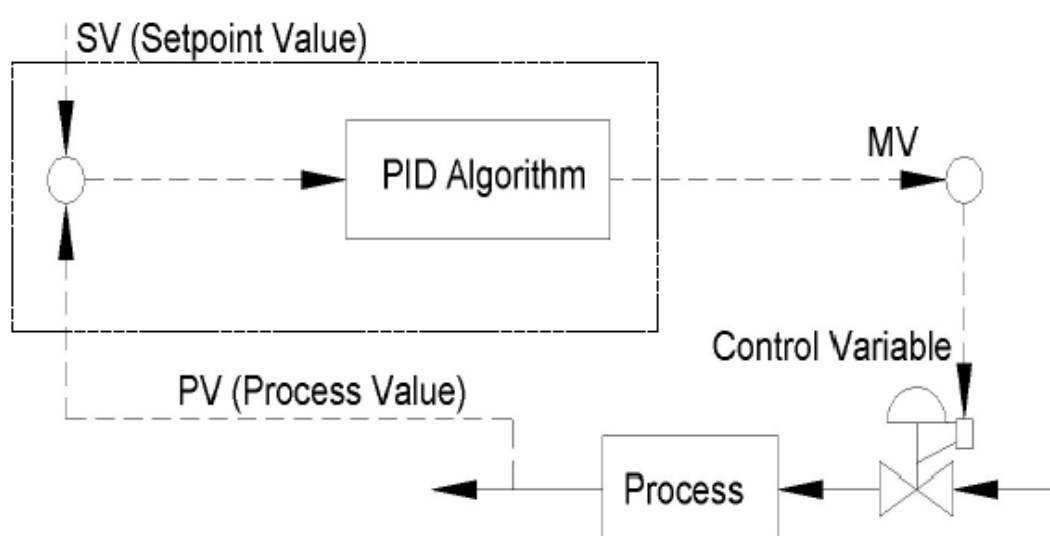 SV (Setpoint Value)
PID Algorithm
MV
Control Variable
PV (Process Value)
Process